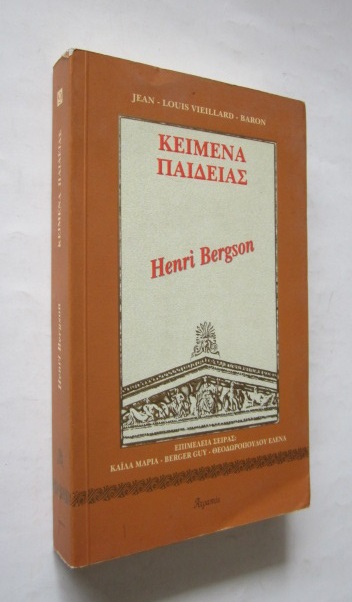 JEAN - LOUIS VIEILLARD - BARON
ΚΕΙΜΕΝΑ
ΠΑΙΔΕΙΑΣ
Henri Bergson
ΕΠΙΜΕΛΕΙΑ ΣΕΙΡΑΣ:
ΚΑΪΛΑ ΜΑΡΙΑ - BERGER GUY - ΘΕΟΔΩΡΟΠΟΥΛΟΥ ΕΛΕΝΑ
ΚΕΙΜΕΝΑ ΠΑΙΔΕΙΑΣ
Henri Bergson